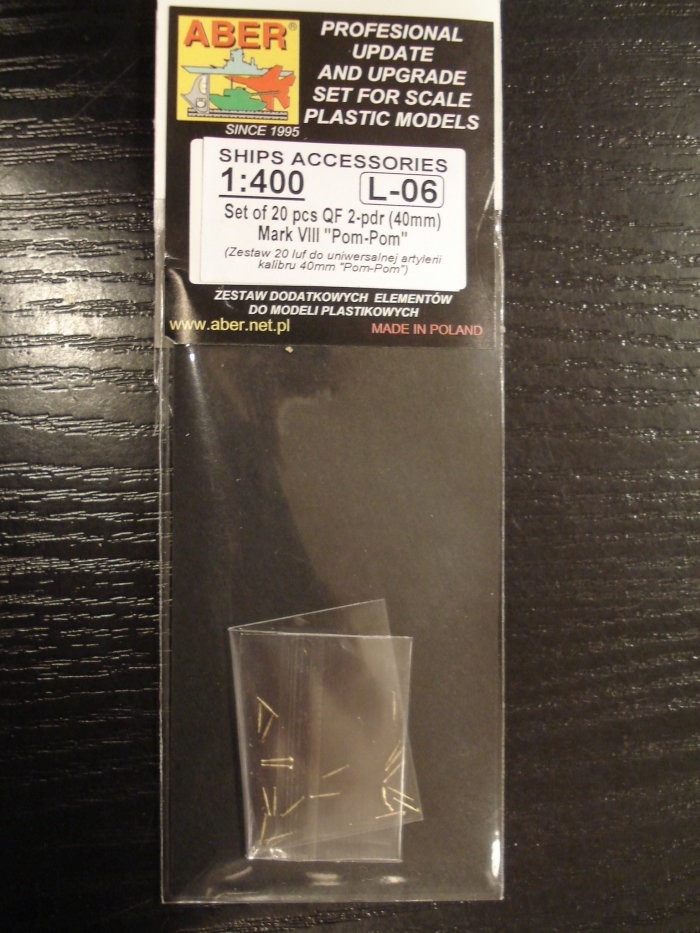 ABER®
PROFESIONAL
UPDATE
AND UPGRADE
SET FOR SCALE
PLASTIC MODELS
SINCE 1995
SHIPS ACCESSORIES
1:400 L-06
Set of 20 pcs QF 2-pdr (40mm)
Mark VIII "Pom-Pom"
(Zestaw 20 luf do uniwersalnej artylerii
kalibru 40mm "Pom-Pom")
ZESTAW DODATKOWYCH ELEMENTÓW
DO MODELI PLASTIKOWYCH
www.aber.net.pl MADE IN POLAND